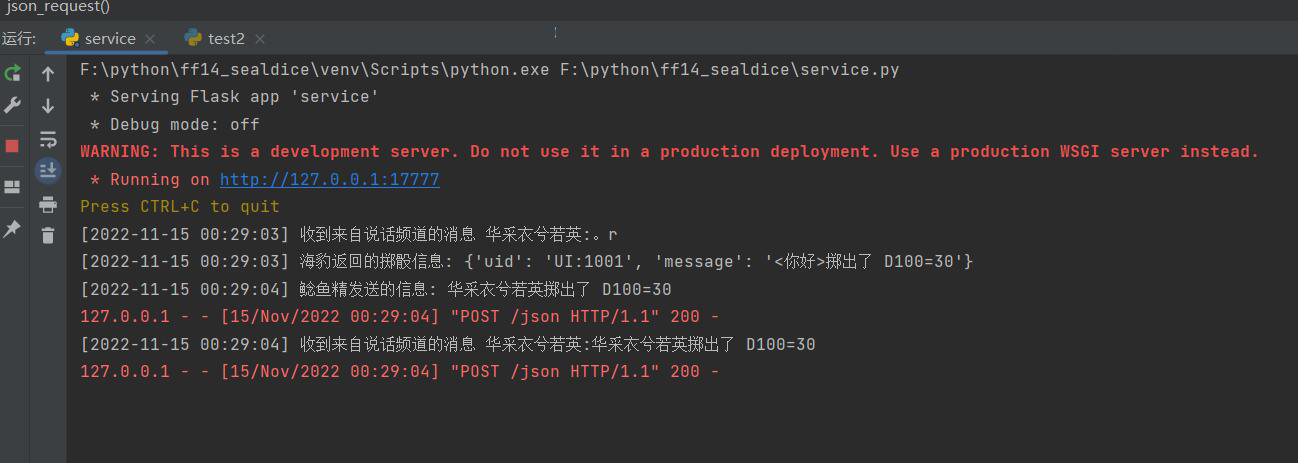 json_request()
运行: service test2
F:\python\ff14_sealdice\venv\Scripts\python.exe F:\python\ff14_sealdice\service.py
* Serving Flask app 'service'
* Debug mode: off
WARNING: This is a development server. Do not use it in a production deployment. Use a production WSGI server instead.
* Running on http://127.0.0.1:17777
Press CTRL+C to quit
[2022-11-15 00:29:03] 收到来自说话频道的消息 华采衣兮若英:。r
[2022-11-15 00:29:03] 海豹返回的掷骰信息: {'uid': 'UI:1001', 'message': '<你好>掷出了 D100=30'}
[2022-11-15 00:29:04] 鲶鱼精发送的信息: 华采衣兮若英掷出了 D100=30
127.0.0.1 - - [15/Nov/2022 00:29:04] "POST /json HTTP/1.1" 200 -
[2022-11-15 00:29:04] 收到来自说话频道的消息 华采衣兮若英:华采衣兮若英掷出了 D100=30
127.0.0.1 - - [15/Nov/2022 00:29:04] "POST /json HTTP/1.1" 200 -